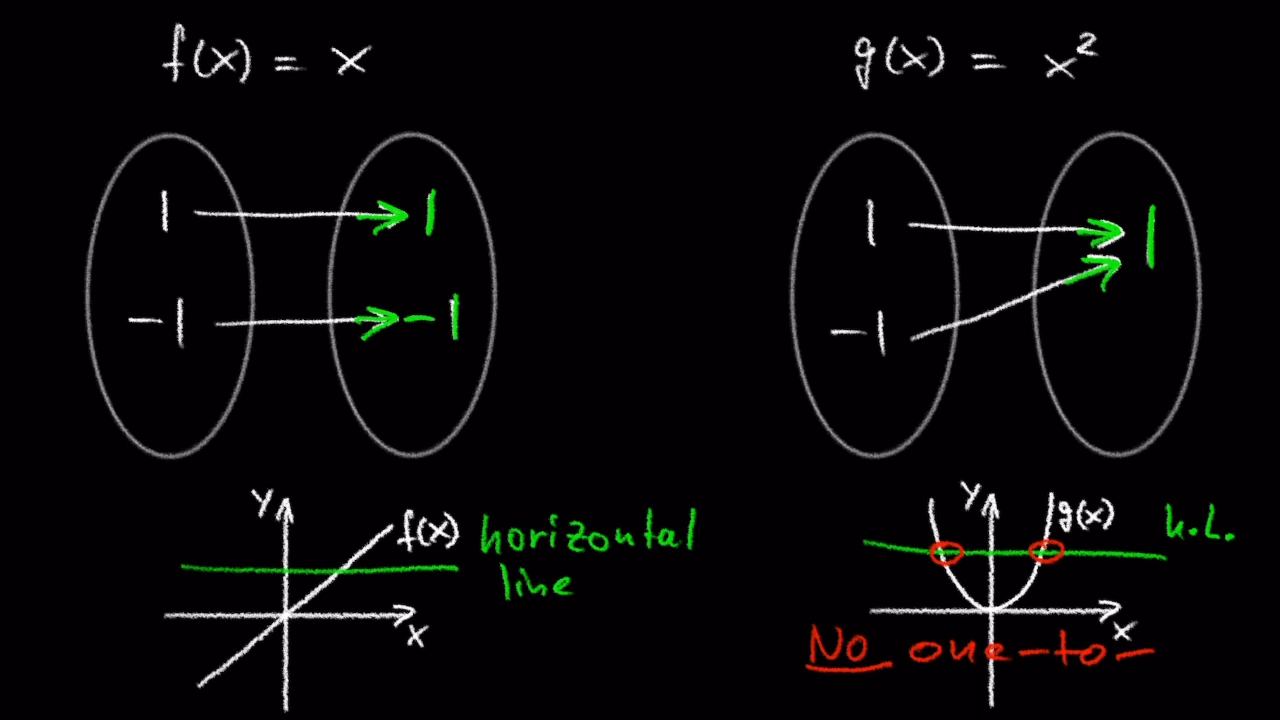 f(x) = x
1 1
-1 -1
y
f(x)
horizontal
line
x
g(x) = x²
1 1
-1
y
g(x)
h.L.
x
No one-to-